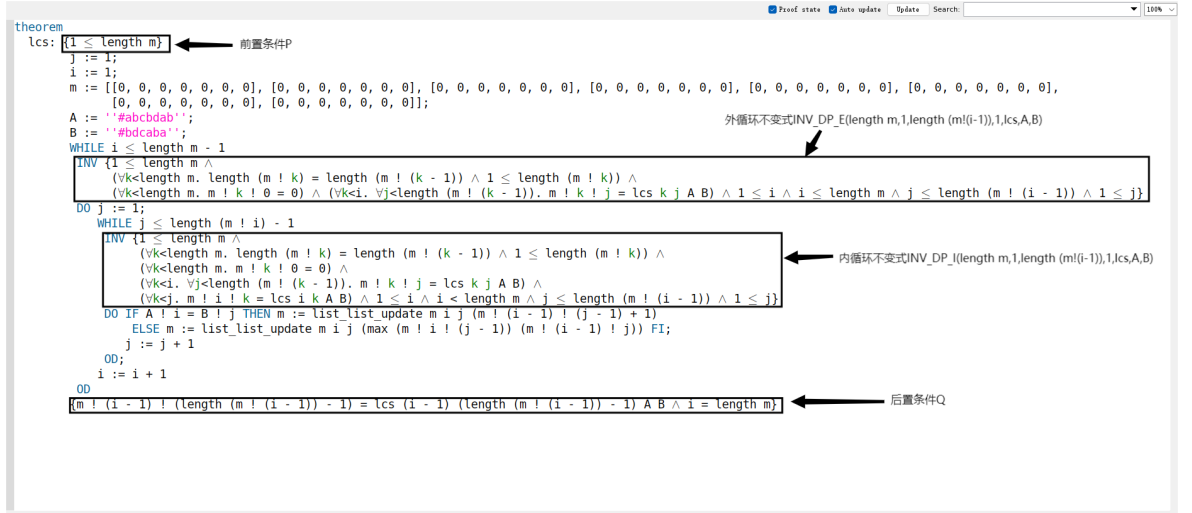 Proof state Auto update Update Search: 100%
theorem
lcs: {1 ≤ length m} 前置条件P
j := 1;
i := 1;
m := [[0, 0, 0, 0, 0, 0, 0], [0, 0, 0, 0, 0, 0, 0], [0, 0, 0, 0, 0, 0, 0], [0, 0, 0, 0, 0, 0, 0], [0, 0, 0, 0, 0, 0, 0], [0, 0, 0, 0, 0, 0, 0],
[0, 0, 0, 0, 0, 0, 0], [0, 0, 0, 0, 0, 0, 0]];
A := ''#abcbdab'';
B := ''#bdcaba''; 外循环不变式INV_DP_E(length m,1,length (m!(i-1)),1,lcs,A,B)
WHILE i ≤ length m - 1
INV {1 ≤ length m ∧
(∀k<length m. length (m ! k) = length (m ! (k - 1)) ∧ 1 ≤ length (m ! k)) ∧
(∀k<length m. m ! k ! 0 = 0) ∧ (∀k<i. ∀j<length (m ! (k - 1)). m ! k ! j = lcs k j A B) ∧ 1 ≤ i ∧ i ≤ length m ∧ j ≤ length (m ! (i - 1)) ∧ 1 ≤ j}
DO j := 1;
WHILE j ≤ length (m ! i) - 1
INV {1 ≤ length m ∧
(∀k<length m. length (m ! k) = length (m ! (k - 1)) ∧ 1 ≤ length (m ! k)) ∧ 内循环不变式INV_DP_I(length m,1,length (m!(i-1)),1,lcs,A,B)
(∀k<length m. m ! k ! 0 = 0) ∧
(∀k<i. ∀j<length (m ! (k - 1)). m ! k ! j = lcs k j A B) ∧
(∀k<j. m ! i ! k = lcs i k A B) ∧ 1 ≤ i ∧ i < length m ∧ j ≤ length (m ! (i - 1)) ∧ 1 ≤ j}
DO IF A ! i = B ! j THEN m := list_list_update m i j (m ! (i - 1) ! (j - 1) + 1)
ELSE m := list_list_update m i j (max (m ! i ! (j - 1)) (m ! (i - 1) ! j)) FI;
j := j + 1
OD;
i := i + 1
OD
{m ! (i - 1) ! (length (m ! (i - 1)) - 1) = lcs (i - 1) (length (m ! (i - 1)) - 1) A B ∧ i = length m} 后置条件Q